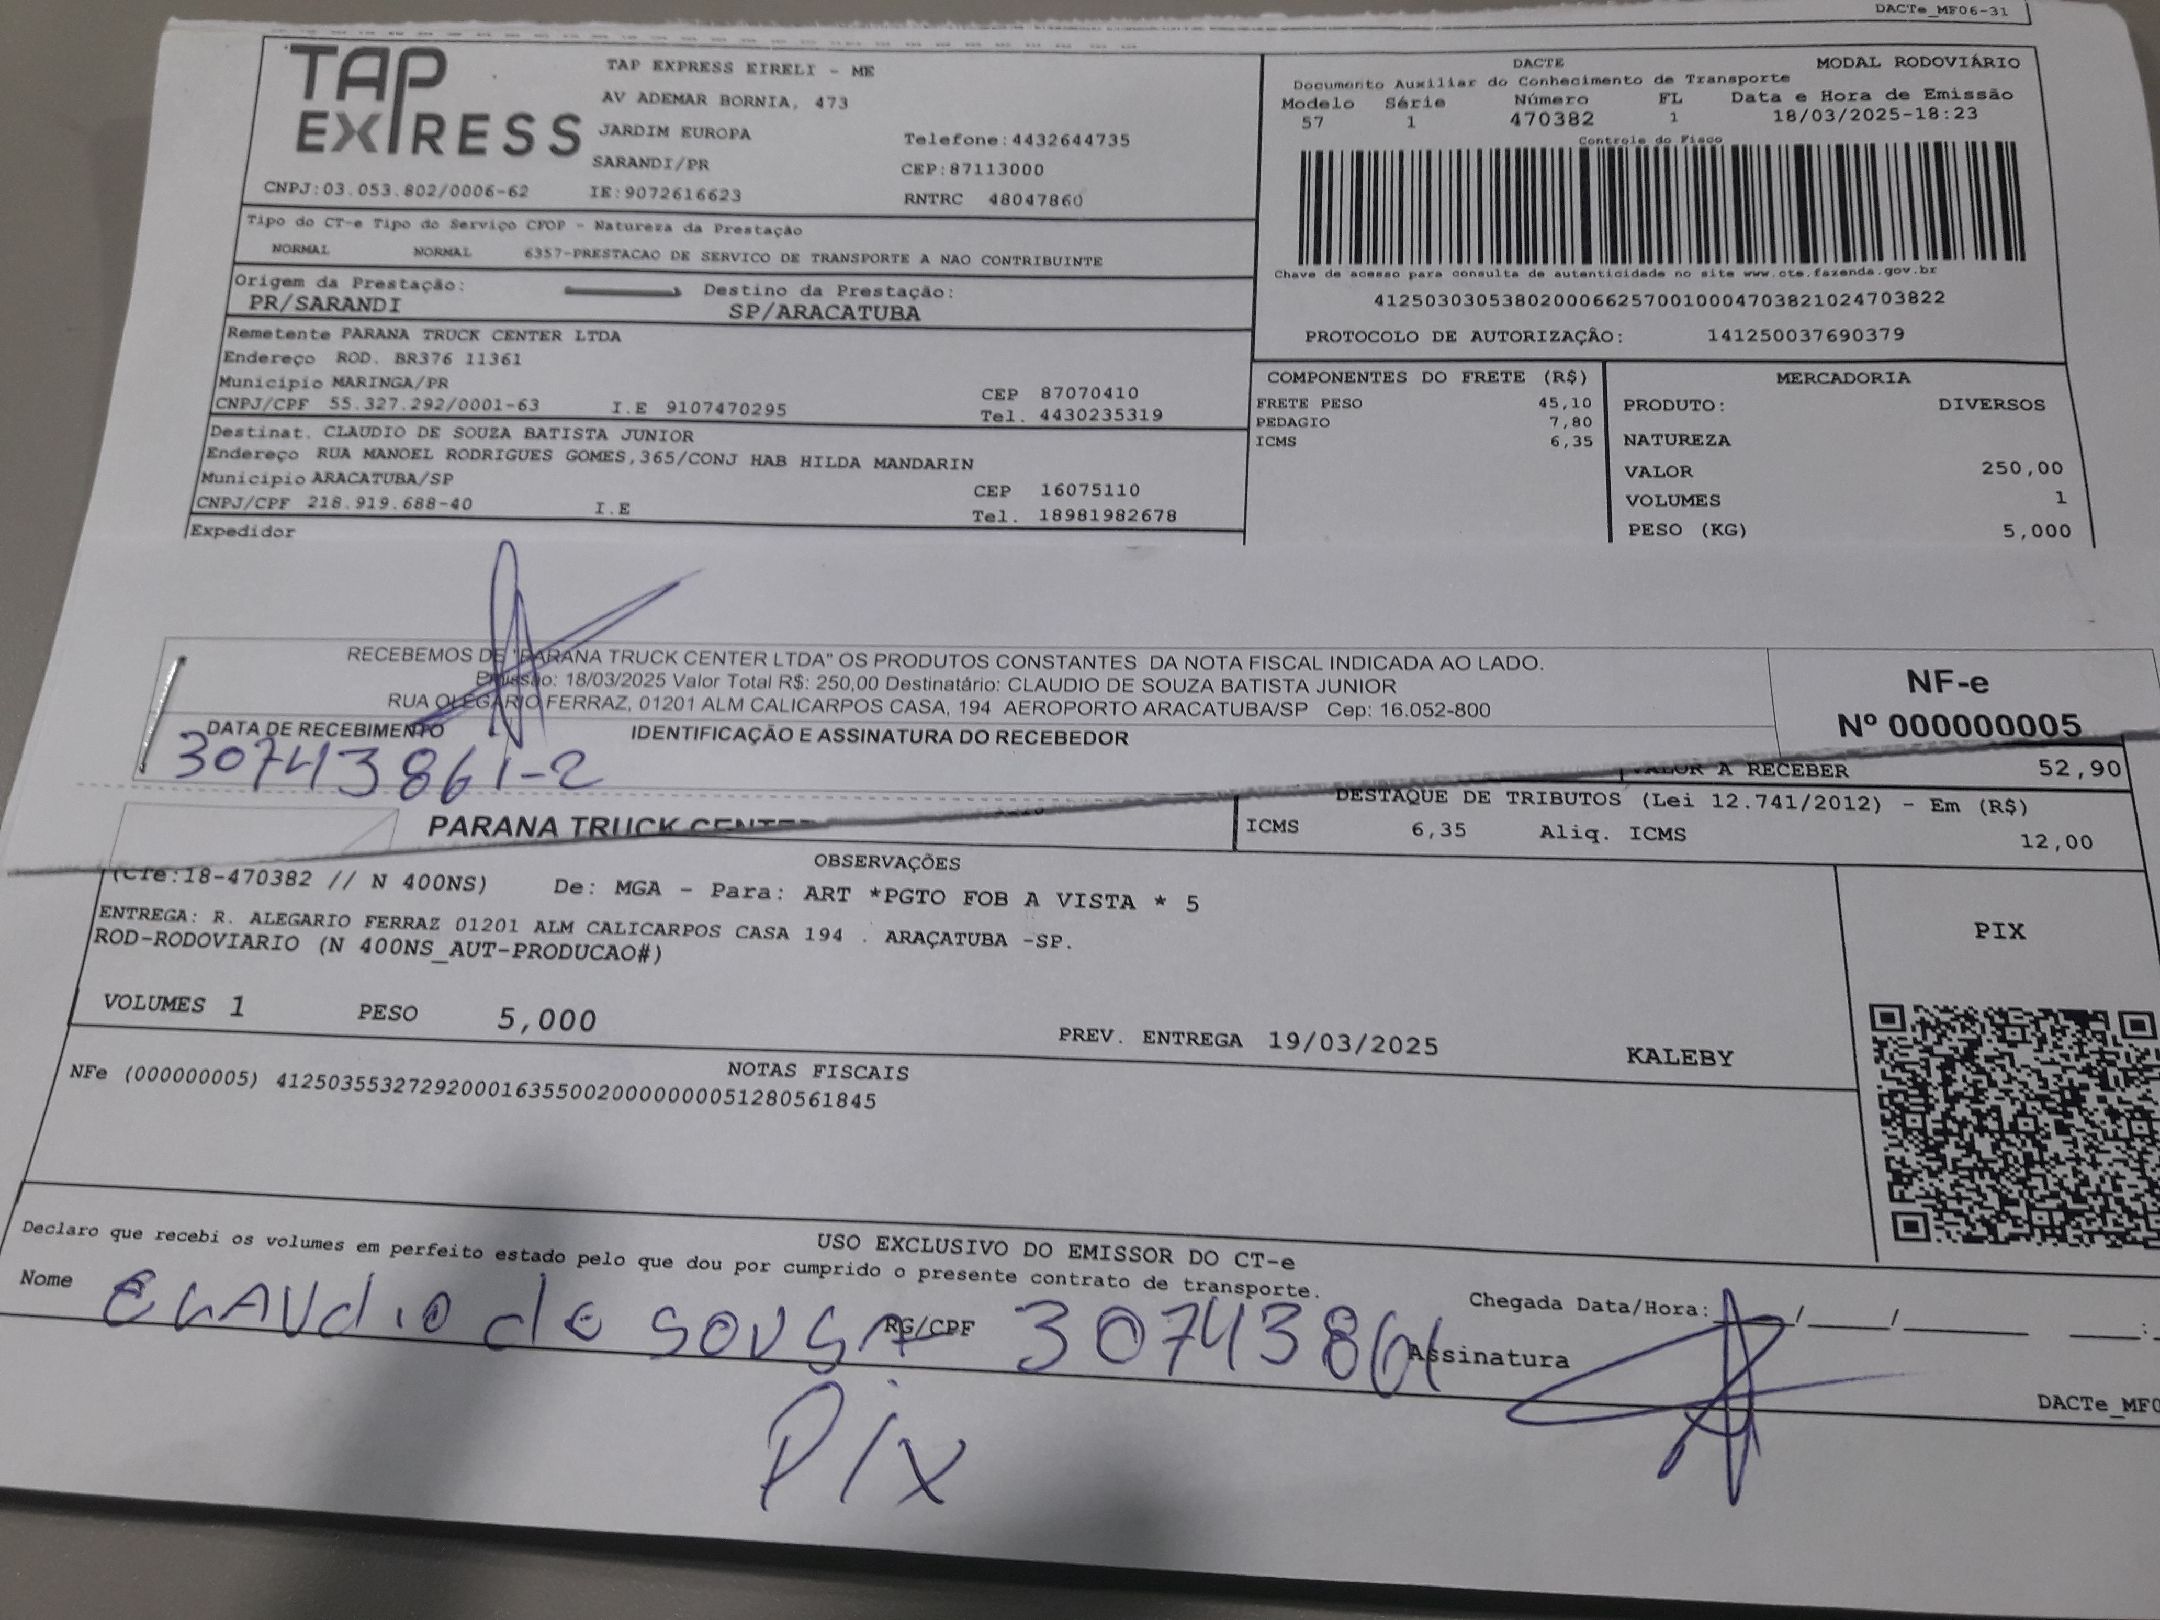 DACTe_MF06-31
TAP EXPRESS
TAP EXPRESS EIRELI - ME
AV ADEMAR BORNIA, 473
JARDIM EUROPA
Telefone:4432644735
SARANDI/PR
CEP:87113000
CNPJ:03.053.802/0006-62 IE:9072616623
RNTRC 48047860
DACTE MODAL RODOVIÁRIO
Documento Auxiliar do Conhecimento de Transporte
Modelo Série Número FL Data e Hora de Emissão
57 1 470382 1 18/03/2025-18:23
Controle do Fisco
Chave de acesso para consulta de autenticidade no site www.cte.fazenda.gov.br
41250303053802000662570010004703821024703822
PROTOCOLO DE AUTORIZAÇÂO: 141250037690379
Tipo do CT-e Tipo do Serviço CFOP - Natureza da Prestação
NORMAL NORMAL 6357-PRESTACAO DE SERVICO DE TRANSPORTE A NAO CONTRIBUINTE
Origem da Prestação: Destino da Prestação:
PR/SARANDI SP/ARACATUBA
Remetente PARANA TRUCK CENTER LTDA
Endereço ROD. BR376 11361
Municipio MARINGA/PR CEP 87070410
CNPJ/CPF 55.327.292/0001-63 I.E 9107470295 Tel. 4430235319
Destinat. CLAUDIO DE SOUZA BATISTA JUNIOR
Endereço RUA MANOEL RODRIGUES GOMES,365/CONJ HAB HILDA MANDARIN
Municipio ARACATUBA/SP CEP 16075110
CNPJ/CPF 218.919.688-40 I.E Tel. 18981982678
Expedidor
COMPONENTES DO FRETE (R$)
FRETE PESO 45,10
PEDAGIO 7,80
ICMS 6,35
MERCADORIA
PRODUTO: DIVERSOS
NATUREZA
VALOR 250,00
VOLUMES 1
PESO (KG) 5,000
RECEBEMOS DE "PARANA TRUCK CENTER LTDA" OS PRODUTOS CONSTANTES DA NOTA FISCAL INDICADA AO LADO.
Emissão: 18/03/2025 Valor Total R$: 250,00 Destinatário: CLAUDIO DE SOUZA BATISTA JUNIOR
RUA OLEGARIO FERRAZ, 01201 ALM CALICARPOS CASA, 194 AEROPORTO ARACATUBA/SP Cep: 16.052-800
NF-e
Nº 000000005
DATA DE RECEBIMENTO IDENTIFICAÇÃO E ASSINATURA DO RECEBEDOR
30743861-2
VALOR A RECEBER 52,90
PARANA TRUCK CENTER
DESTAQUE DE TRIBUTOS (Lei 12.741/2012) - Em (R$)
ICMS 6,35 Aliq. ICMS 12,00
OBSERVAÇÕES
(Cte:18-470382 // N 400NS) De: MGA - Para: ART *PGTO FOB A VISTA * 5
ENTREGA: R. ALEGARIO FERRAZ 01201 ALM CALICARPOS CASA 194 . ARAÇATUBA -SP.
ROD-RODOVIARIO (N 400NS_AUT-PRODUCAO#)
VOLUMES 1 PESO 5,000 PREV. ENTREGA 19/03/2025 KALEBY
PIX
NOTAS FISCAIS
NFe (000000005) 41250355327292000163550020000000051280561845
USO EXCLUSIVO DO EMISSOR DO CT-e
Declaro que recebi os volumes em perfeito estado pelo que dou por cumprido o presente contrato de transporte.
Nome CLAUdio de SOUSA RG/CPF 30743861
Chegada Data/Hora: / / :
Assinatura
Pix
DACTe_MF0